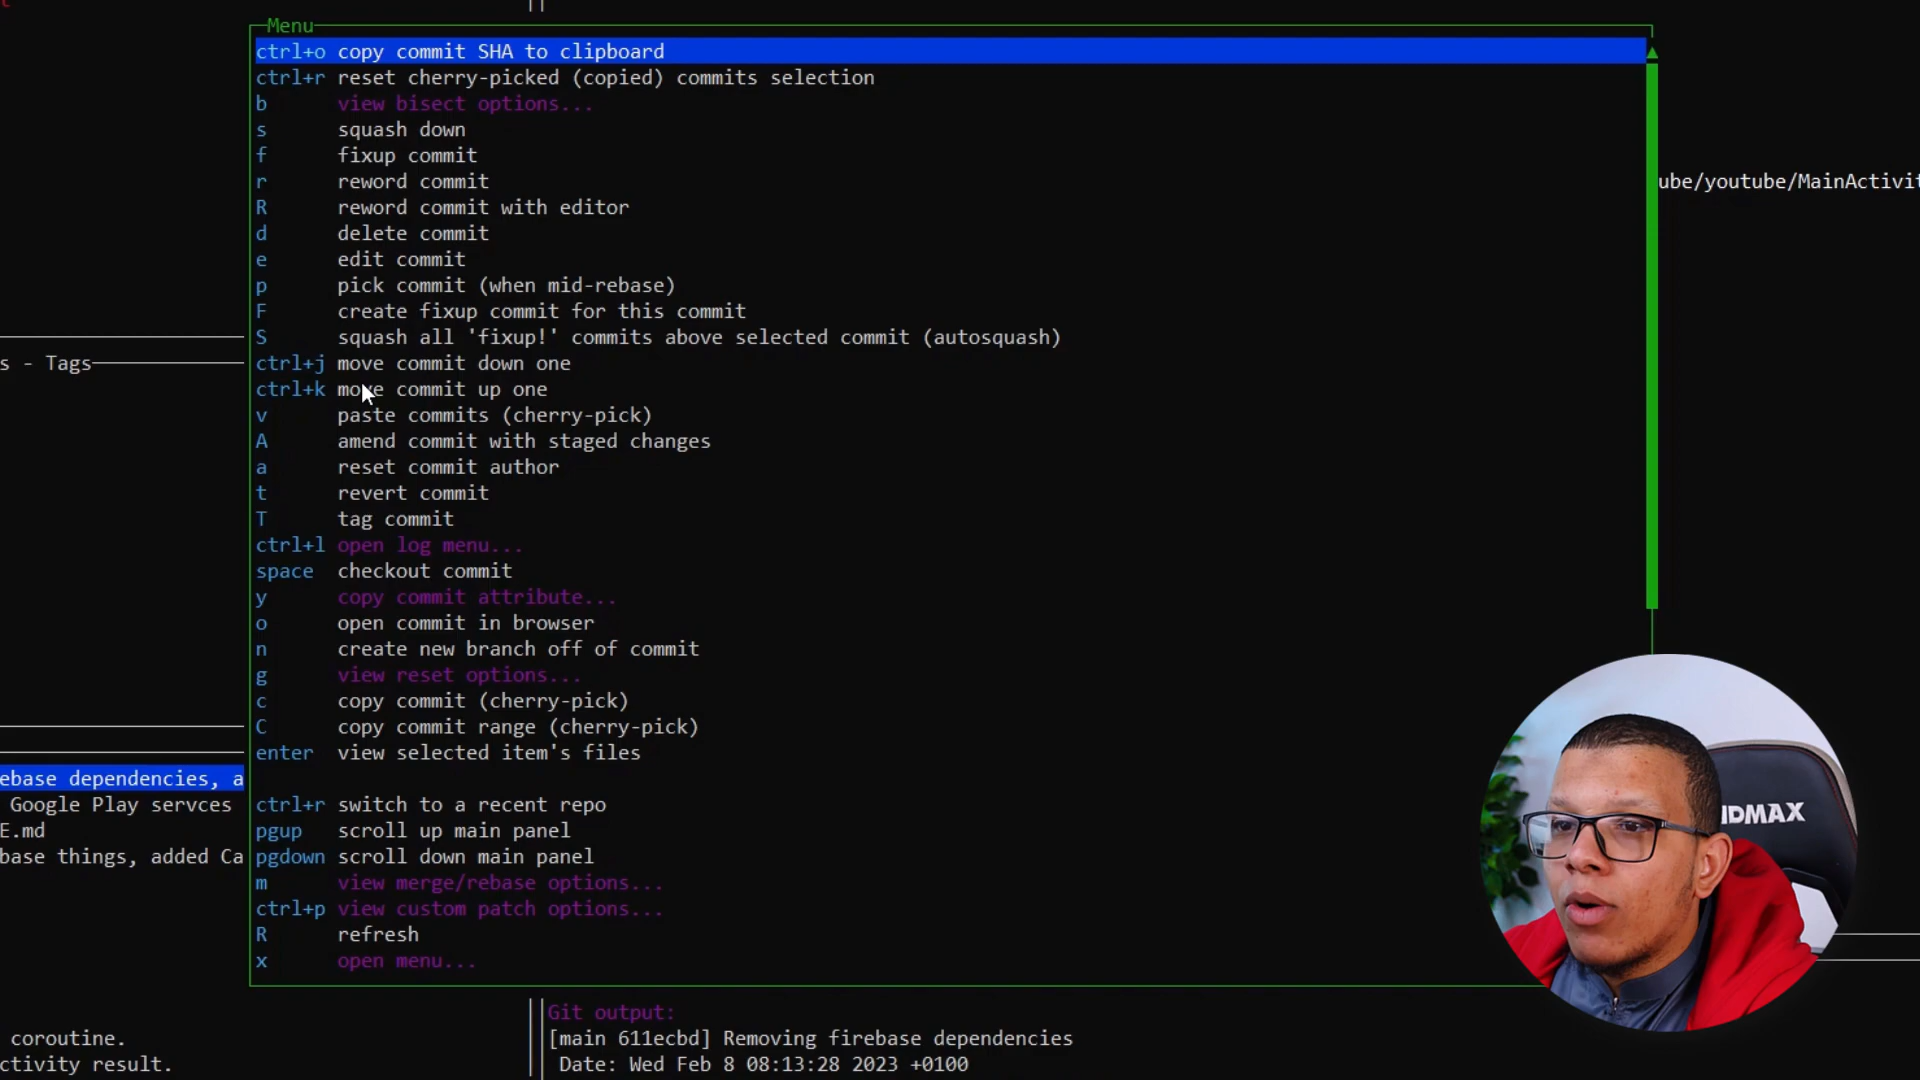 Menu
ctrl+o copy commit SHA to clipboard
ctrl+r reset cherry-picked (copied) commits selection
b view bisect options...
s squash down
f fixup commit
r reword commit
ube/youtube/MainActivit
R reword commit with editor
d delete commit
e edit commit
p pick commit (when mid-rebase)
F create fixup commit for this commit
S squash all 'fixup!' commits above selected commit (autosquash)
s - Tags
ctrl+j move commit down one
ctrl+k move commit up one
v paste commits (cherry-pick)
A amend commit with staged changes
a reset commit author
t revert commit
T tag commit
ctrl+l open log menu...
space checkout commit
y copy commit attribute...
o open commit in browser
n create new branch off of commit
g view reset options...
c copy commit (cherry-pick)
C copy commit range (cherry-pick)
enter view selected item's files
ebase dependencies, a
Google Play servces
ctrl+r switch to a recent repo
E.md
pgup scroll up main panel
base things, added Ca
pgdown scroll down main panel
m view merge/rebase options...
ctrl+p view custom patch options...
R refresh
x open menu...
IDMAX
Git output:
coroutine.
[main 611ecbd] Removing firebase dependencies
ctivity result.
Date: Wed Feb 8 08:13:28 2023 +0100